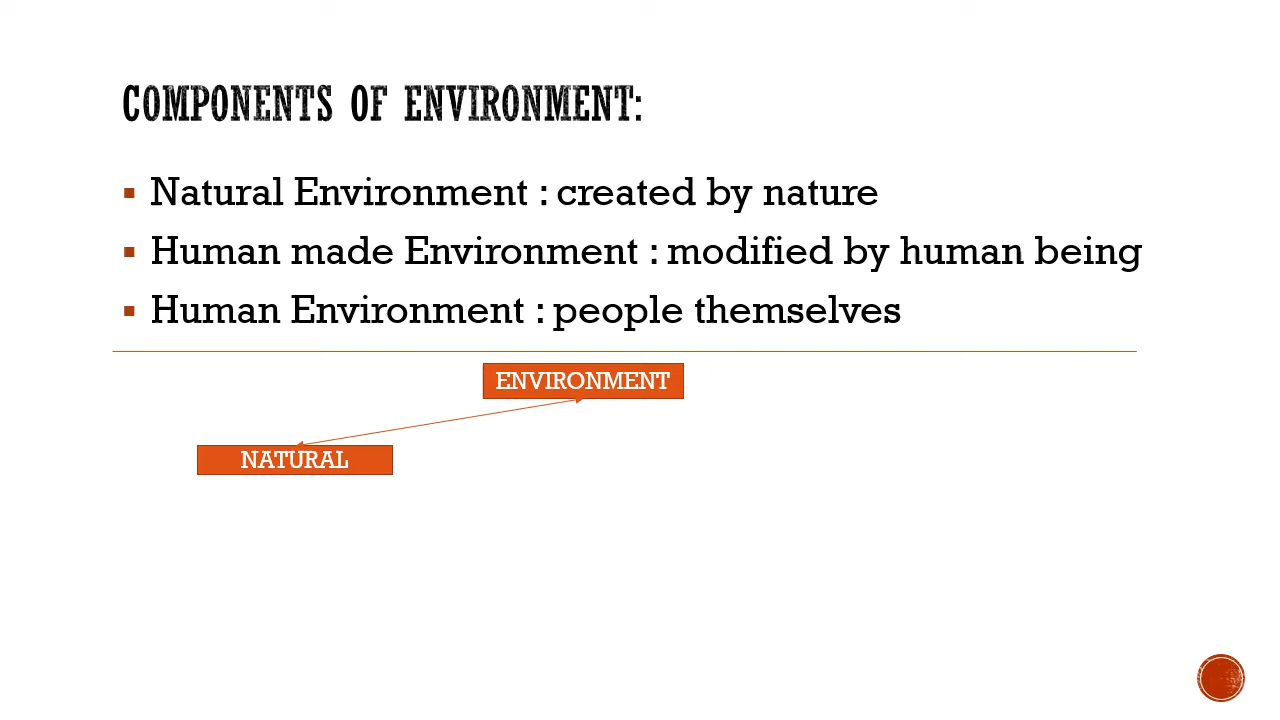 COMPONENTS OF ENVIRONMENT:
Natural Environment : created by nature
Human made Environment : modified by human being
Human Environment : people themselves
ENVIRONMENT
NATURAL